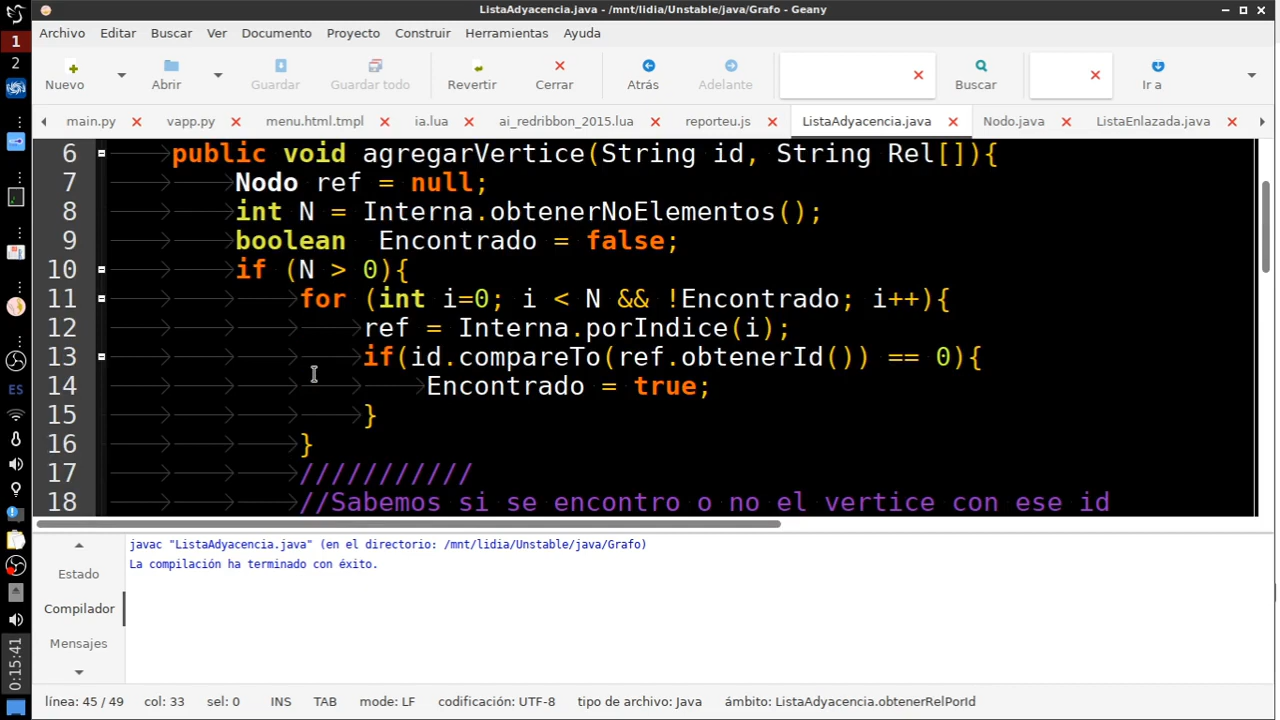 ListaAdyacencia.java - /mnt/lidia/Unstable/java/Grafo - Geany
1
2
ES
0:15:41
Archivo Editar Buscar Ver Documento Proyecto Construir Herramientas Ayuda
Nuevo Abrir Guardar Guardar todo Revertir Cerrar Atrás Adelante Buscar Ir a
main.py vapp.py menu.html.tmpl ia.lua ai_redribbon_2015.lua reporteu.js ListaAdyacencia.java Nodo.java ListaEnlazada.java
6 public void agregarVertice(String id, String Rel[]){
7 Nodo ref = null;
8 int N = Interna.obtenerNoElementos();
9 boolean  Encontrado = false;
10 if (N > 0){
11 for (int i=0; i < N && !Encontrado; i++){
12 ref = Interna.porIndice(i);
13 if(id.compareTo(ref.obtenerId()) == 0){
14 Encontrado = true;
15 }
16 }
17 ///////////
18 //Sabemos si se encontro o no el vertice con ese id
Estado
Compilador
Mensajes
javac "ListaAdyacencia.java" (en el directorio: /mnt/lidia/Unstable/java/Grafo)
La compilación ha terminado con éxito.
línea: 45 / 49 col: 33 sel: 0 INS TAB mode: LF codificación: UTF-8 tipo de archivo: Java ámbito: ListaAdyacencia.obtenerRelPorId